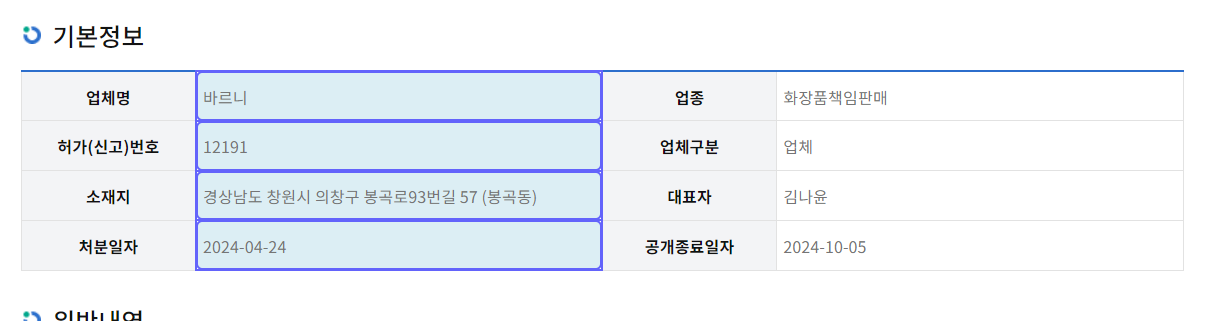 기본정보
업체명 바르니 업종 화장품책임판매
허가(신고)번호 12191 업체구분 업체
소재지 경상남도 창원시 의창구 봉곡로93번길 57 (봉곡동) 대표자 김나윤
처분일자 2024-04-24 공개종료일자 2024-10-05